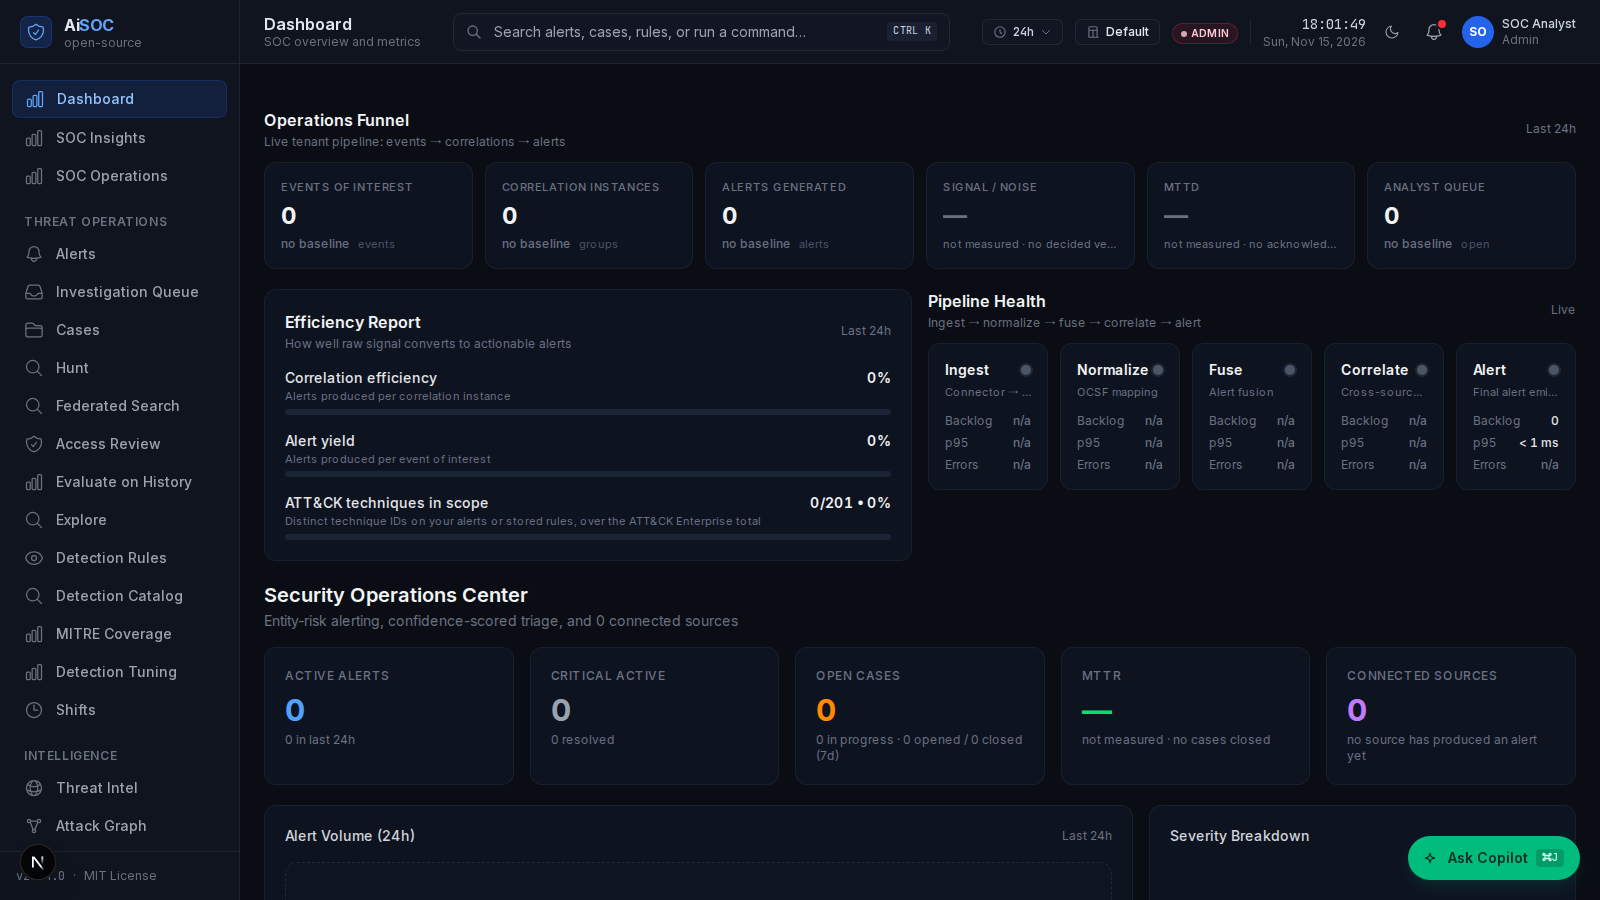 AiSOC
open-source
Dashboard
SOC overview and metrics
Search alerts, cases, rules, or run a command...
CTRL K
24h
Default
ADMIN
18:01:49
Sun, Nov 15, 2026
SO
SOC Analyst
Admin
Dashboard
SOC Insights
SOC Operations
THREAT OPERATIONS
Alerts
Investigation Queue
Cases
Hunt
Federated Search
Access Review
Evaluate on History
Explore
Detection Rules
Detection Catalog
MITRE Coverage
Detection Tuning
Shifts
INTELLIGENCE
Threat Intel
Attack Graph
N
· MIT License
Operations Funnel
Live tenant pipeline: events → correlations → alerts
Last 24h
EVENTS OF INTEREST
0
no baseline events
CORRELATION INSTANCES
0
no baseline groups
ALERTS GENERATED
0
no baseline alerts
SIGNAL / NOISE
—
not measured · no decided ve...
MTTD
—
not measured · no acknowled...
ANALYST QUEUE
0
no baseline open
Efficiency Report
How well raw signal converts to actionable alerts
Last 24h
Correlation efficiency 0%
Alerts produced per correlation instance
Alert yield 0%
Alerts produced per event of interest
ATT&CK techniques in scope 0/201 • 0%
Distinct technique IDs on your alerts or stored rules, over the ATT&CK Enterprise total
Pipeline Health
Ingest → normalize → fuse → correlate → alert
Live
Ingest
Connector → ...
Backlog n/a
p95 n/a
Errors n/a
Normalize
OCSF mapping
Backlog n/a
p95 n/a
Errors n/a
Fuse
Alert fusion
Backlog n/a
p95 n/a
Errors n/a
Correlate
Cross-sourc...
Backlog n/a
p95 n/a
Errors n/a
Alert
Final alert emi...
Backlog 0
p95 < 1 ms
Errors n/a
Security Operations Center
Entity-risk alerting, confidence-scored triage, and 0 connected sources
ACTIVE ALERTS
0
0 in last 24h
CRITICAL ACTIVE
0
0 resolved
OPEN CASES
0
0 in progress · 0 opened / 0 closed
(7d)
MTTR
—
not measured · no cases closed
CONNECTED SOURCES
0
no source has produced an alert
yet
Alert Volume (24h)
Last 24h
Severity Breakdown
Ask Copilot ⌘J